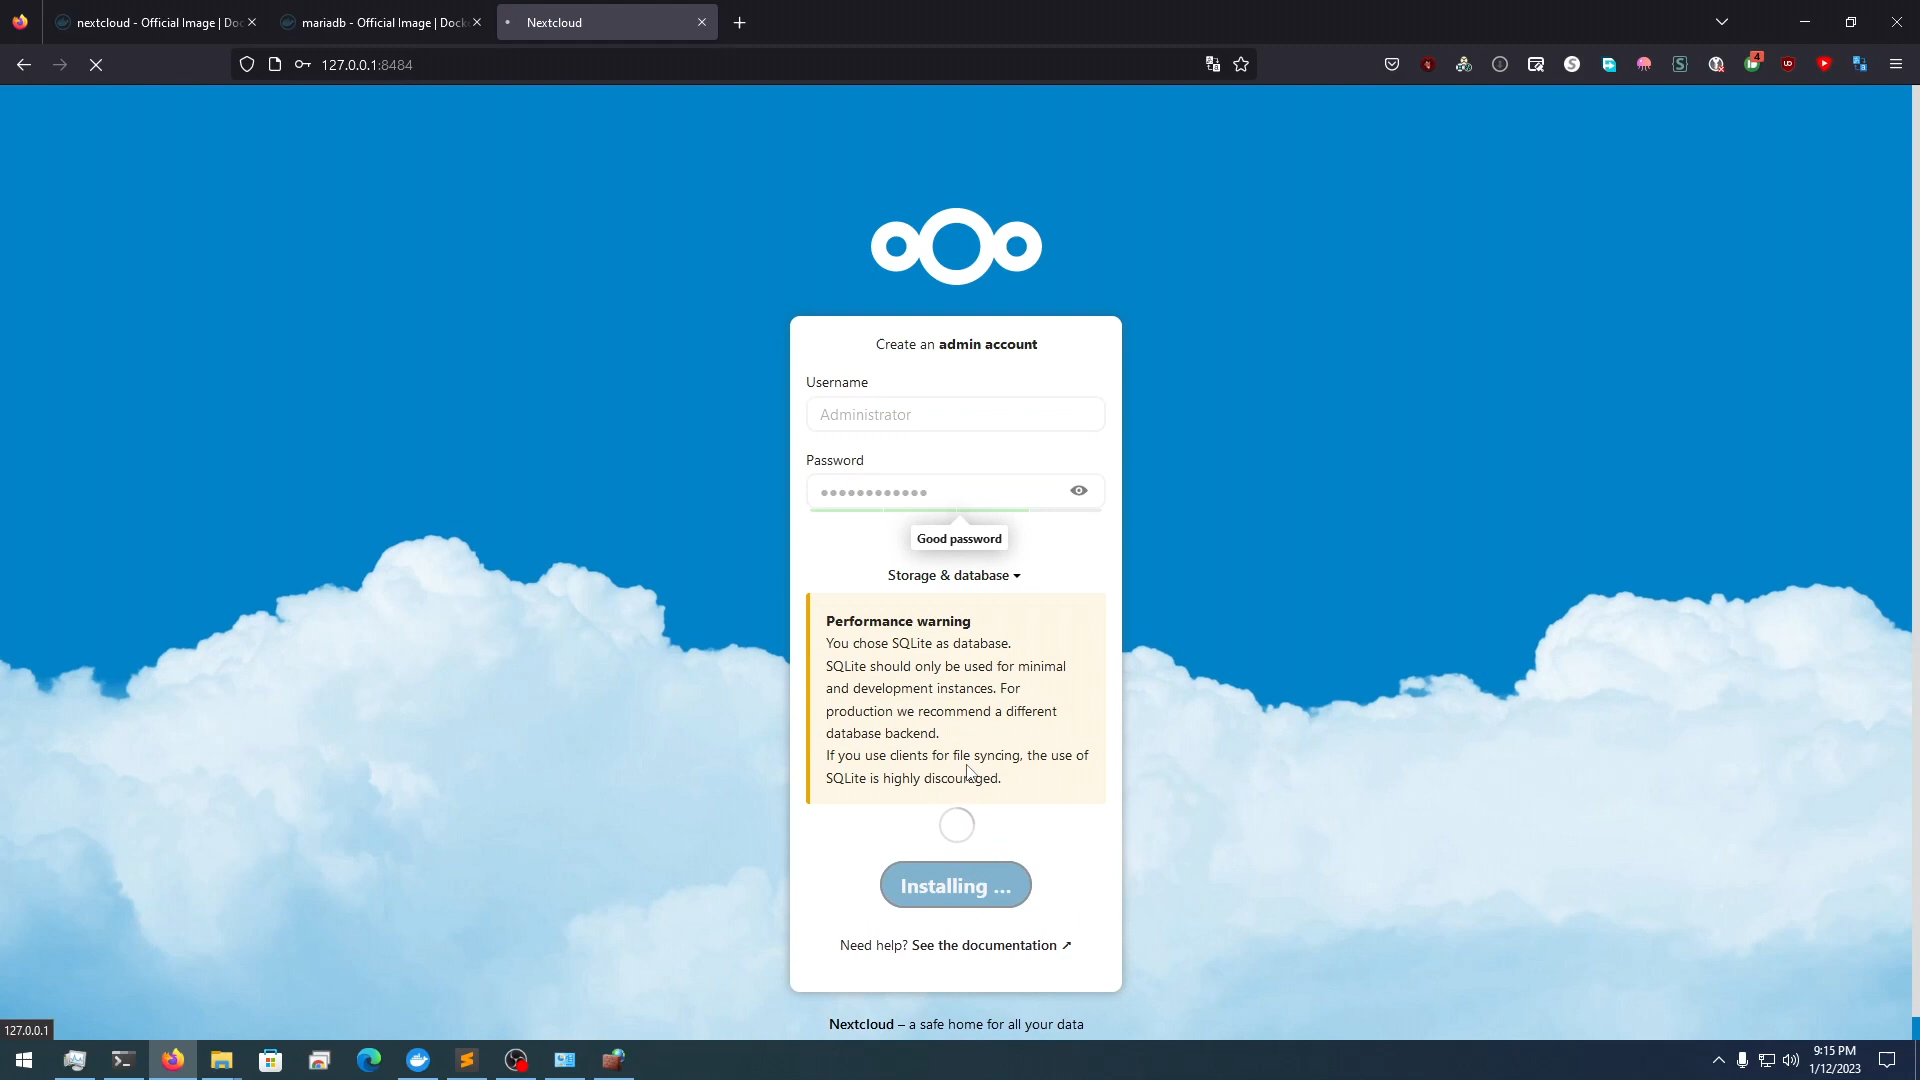 nextcloud - Official Image | Doc
mariadb - Official Image | Dock
Nextcloud
127.0.0.1:8484
4
Create an admin account
Username
Administrator
Password
Good password
Storage & database
Performance warning
You chose SQLite as database.
SQLite should only be used for minimal
and development instances. For
production we recommend a different
database backend.
If you use clients for file syncing, the use of
SQLite is highly discouraged.
Installing ...
Need help? See the documentation ↗
Nextcloud – a safe home for all your data
127.0.0.1
9:15 PM
1/12/2023